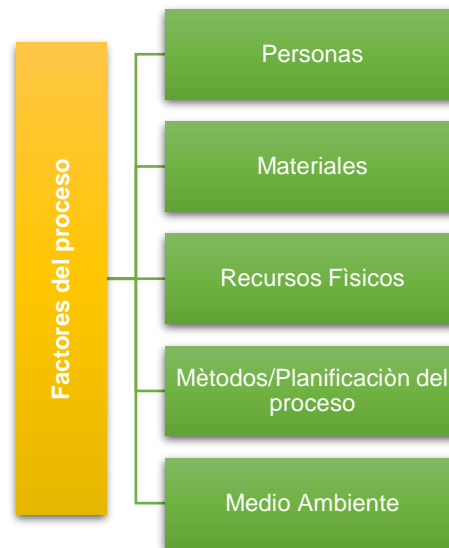 Factores del proceso
Personas
Materiales
Recursos Fìsicos
Mètodos/Planificaciòn del
proceso
Medio Ambiente